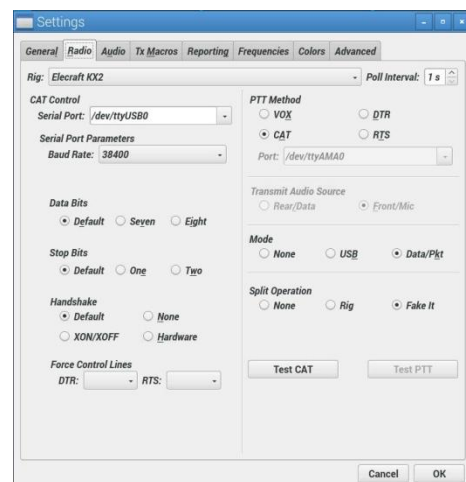 Settings
General Radio Audio Tx Macros Reporting Frequencies Colors Advanced
Rig: Elecraft KX2 Poll Interval: 1 s
CAT Control
Serial Port: /dev/ttyUSB0
Serial Port Parameters
Baud Rate: 38400
Data Bits
Default Seven Eight
Stop Bits
Default One Two
Handshake
Default None
XON/XOFF Hardware
Force Control Lines
DTR: RTS:
PTT Method
VOX DTR
CAT RTS
Port: /dev/ttyAMA0
Transmit Audio Source
Rear/Data Front/Mic
Mode
None USB Data/Pkt
Split Operation
None Rig Fake It
Test CAT Test PTT
Cancel OK